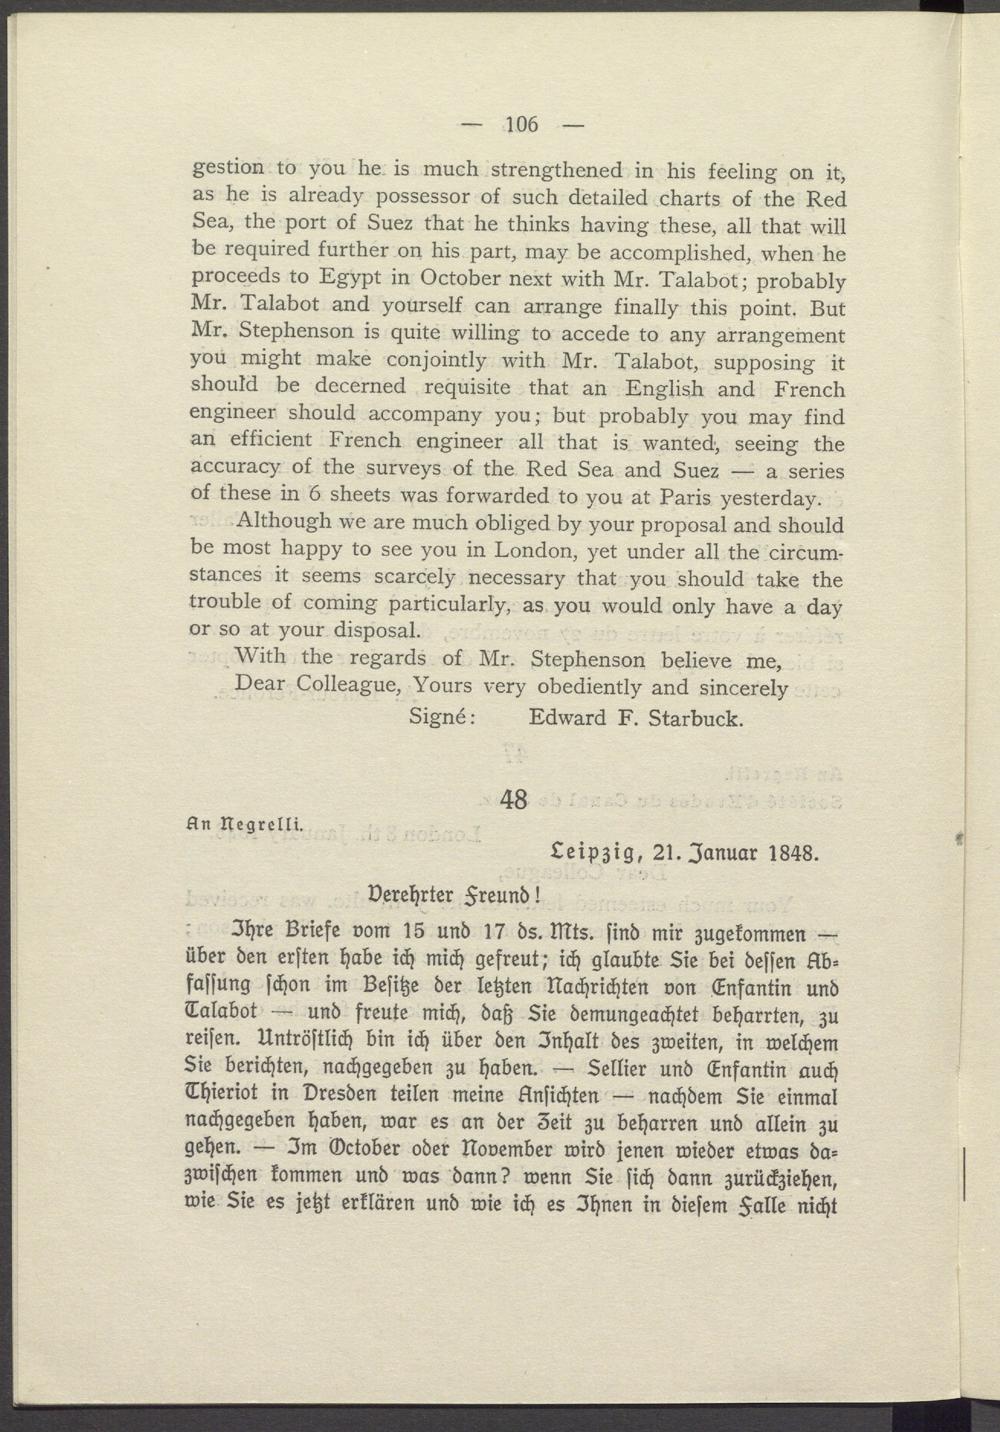 — 106 —
gestion to you he is much strengthened in his feeling on it,
as he is already possessor of such detailed charts of the Red
Sea, the port of Suez that he thinks having these, all that will
be required further on his part, may be accomplished, when he
proceeds to Egypt in October next with Mr. Talabot; probably
Mr. Talabot and yourself can arrange finally this point. But
Mr. Stephenson is quite willing to accede to any arrangement
you might make conjointly with Mr. Talabot, supposing it
should be decerned requisite that an English and French
engineer should accompany you; but probably you may find
an efficient French engineer all that is wanted, seeing the
accuracy of the surveys of the Red Sea and Suez — a series
of these in 6 sheets was forwarded to you at Paris yesterday.
Although we are much obliged by your proposal and should
be most happy to see you in London, yet under all the circum-
stances it seems scarcely necessary that you should take the
trouble of coming particularly, as you would only have a day
or so at your disposal.
With the regards of Mr. Stephenson believe me,
Dear Colleague, Yours very obediently and sincerely
Signé: Edward F. Starbuck.
48
An Negrelli.
Leipzig, 21. Januar 1848.
Verehrter Freund!
Ihre Briefe vom 15 und 17 ds. Mts. sind mir zugekommen —
über den ersten habe ich mich gefreut; ich glaubte Sie bei dessen Ab-
fassung schon im Besitze der letzten Nachrichten von Enfantin und
Talabot — und freute mich, daß Sie demungeachtet beharrten, zu
reisen. Untröstlich bin ich über den Inhalt des zweiten, in welchem
Sie berichten, nachgegeben zu haben. — Sellier und Enfantin auch
Thieriot in Dresden teilen meine Ansichten — nachdem Sie einmal
nachgegeben haben, war es an der Zeit zu beharren und allein zu
gehen. — Im October oder November wird jenen wieder etwas da-
zwischen kommen und was dann? wenn Sie sich dann zurückziehen,
wie Sie es jetzt erklären und wie ich es Ihnen in diesem Falle nicht